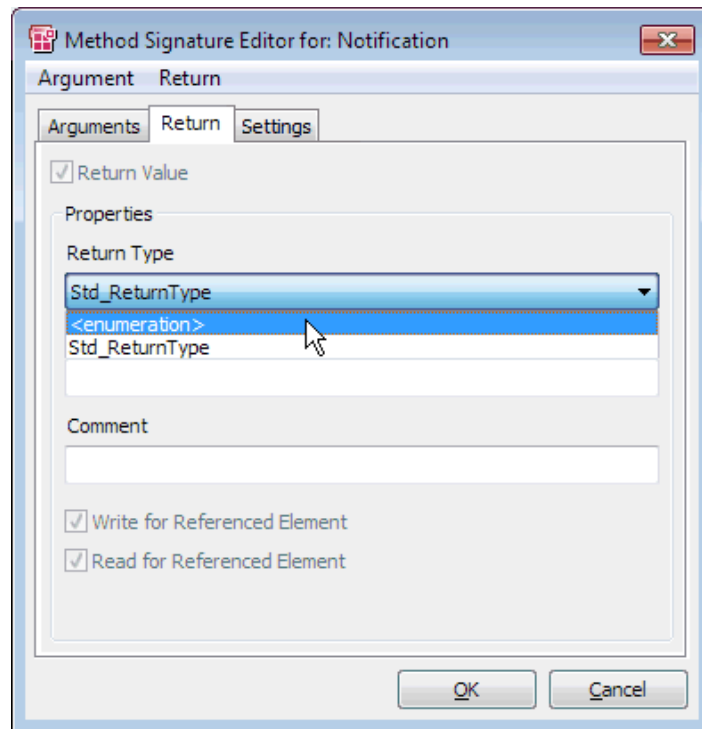 Method Signature Editor for: Notification
Argument Return
Arguments Return Settings
Return Value
Properties
Return Type
Std_ReturnType
<enumeration>
Std_ReturnType
Comment
Write for Referenced Element
Read for Referenced Element
OK Cancel